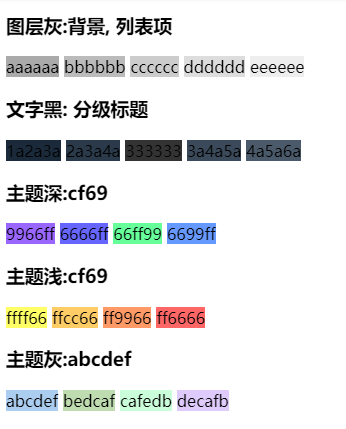 图层灰:背景, 列表项
aaaaaa bbbbbb cccccc dddddd eeeeee
文字黑: 分级标题
1a2a3a 2a3a4a 333333 3a4a5a 4a5a6a
主题深:cf69
9966ff 6666ff 66ff99 6699ff
主题浅:cf69
ffff66 ffcc66 ff9966 ff6666
主题灰:abcdef
abcdef bedcaf cafedb decafb